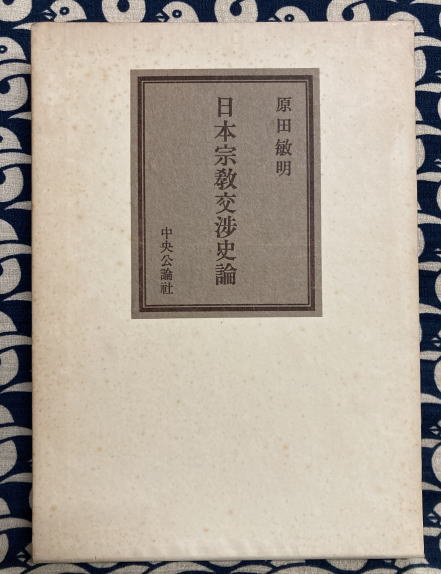 原田敏明
日本宗教交渉史論
中央公論社